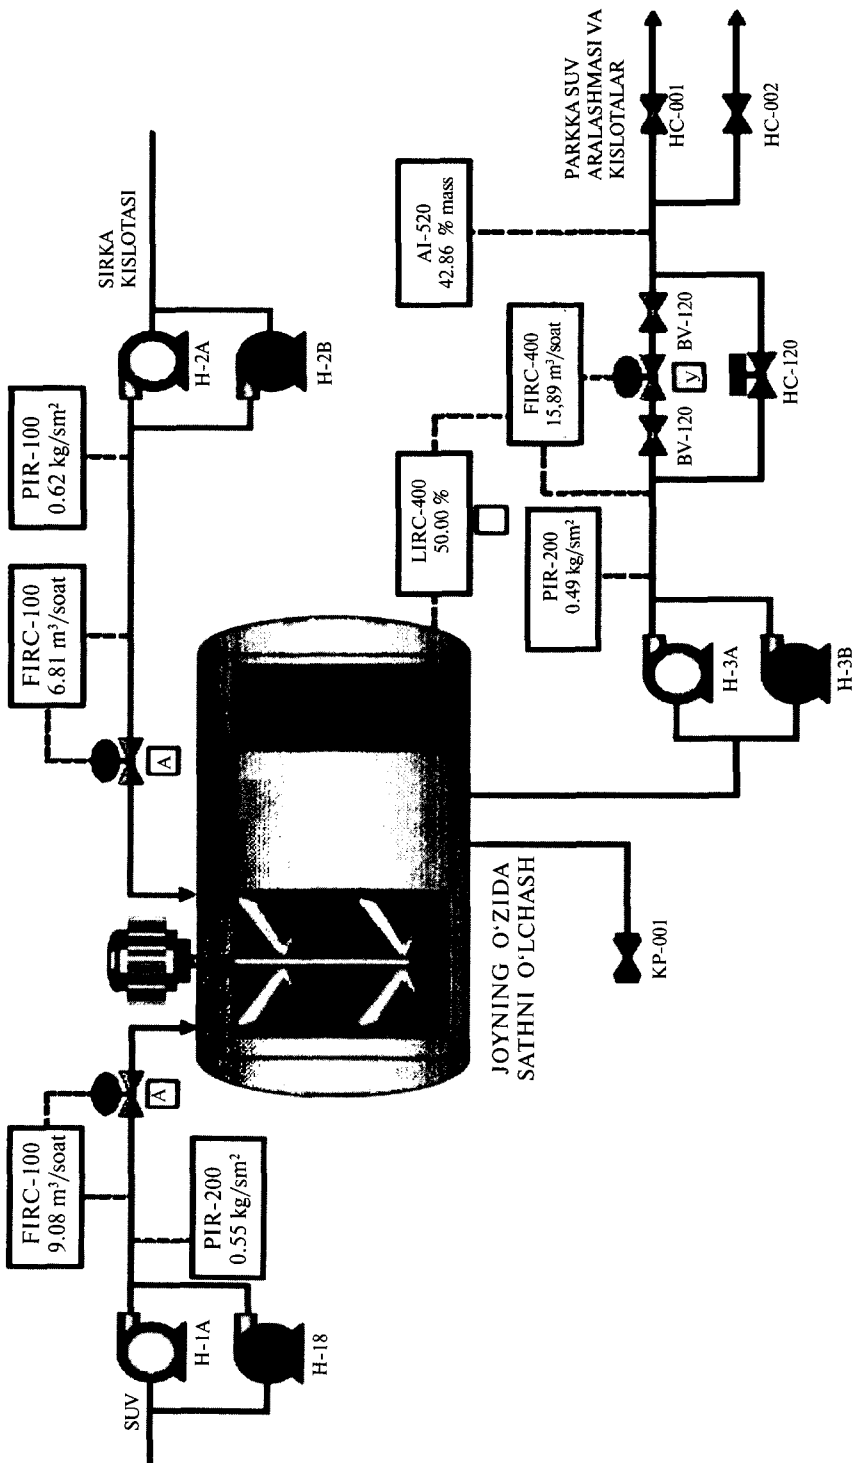 SUV
H-1A
H-18
FIRC-100
9.08 m³/soat
PIR-200
0.55 kg/sm²
A
FIRC-100
6.81 m³/soat
A
PIR-100
0.62 kg/sm²
H-2A
H-2B
SIRKA
KISLOTASI
JOYNING O‘ZIDA
SATHNI O‘LCHASH
KP-001
LIRC-400
50.00 %
FIRC-400
15,89 m³/soat
PIR-200
0.49 kg/sm²
H-3A
H-3B
BV-120
У
BV-120
HC-120
AI-520
42.86 % mass
PARKKA SUV
ARALASHMASI VA
KISLOTALAR
HC-001
HC-002